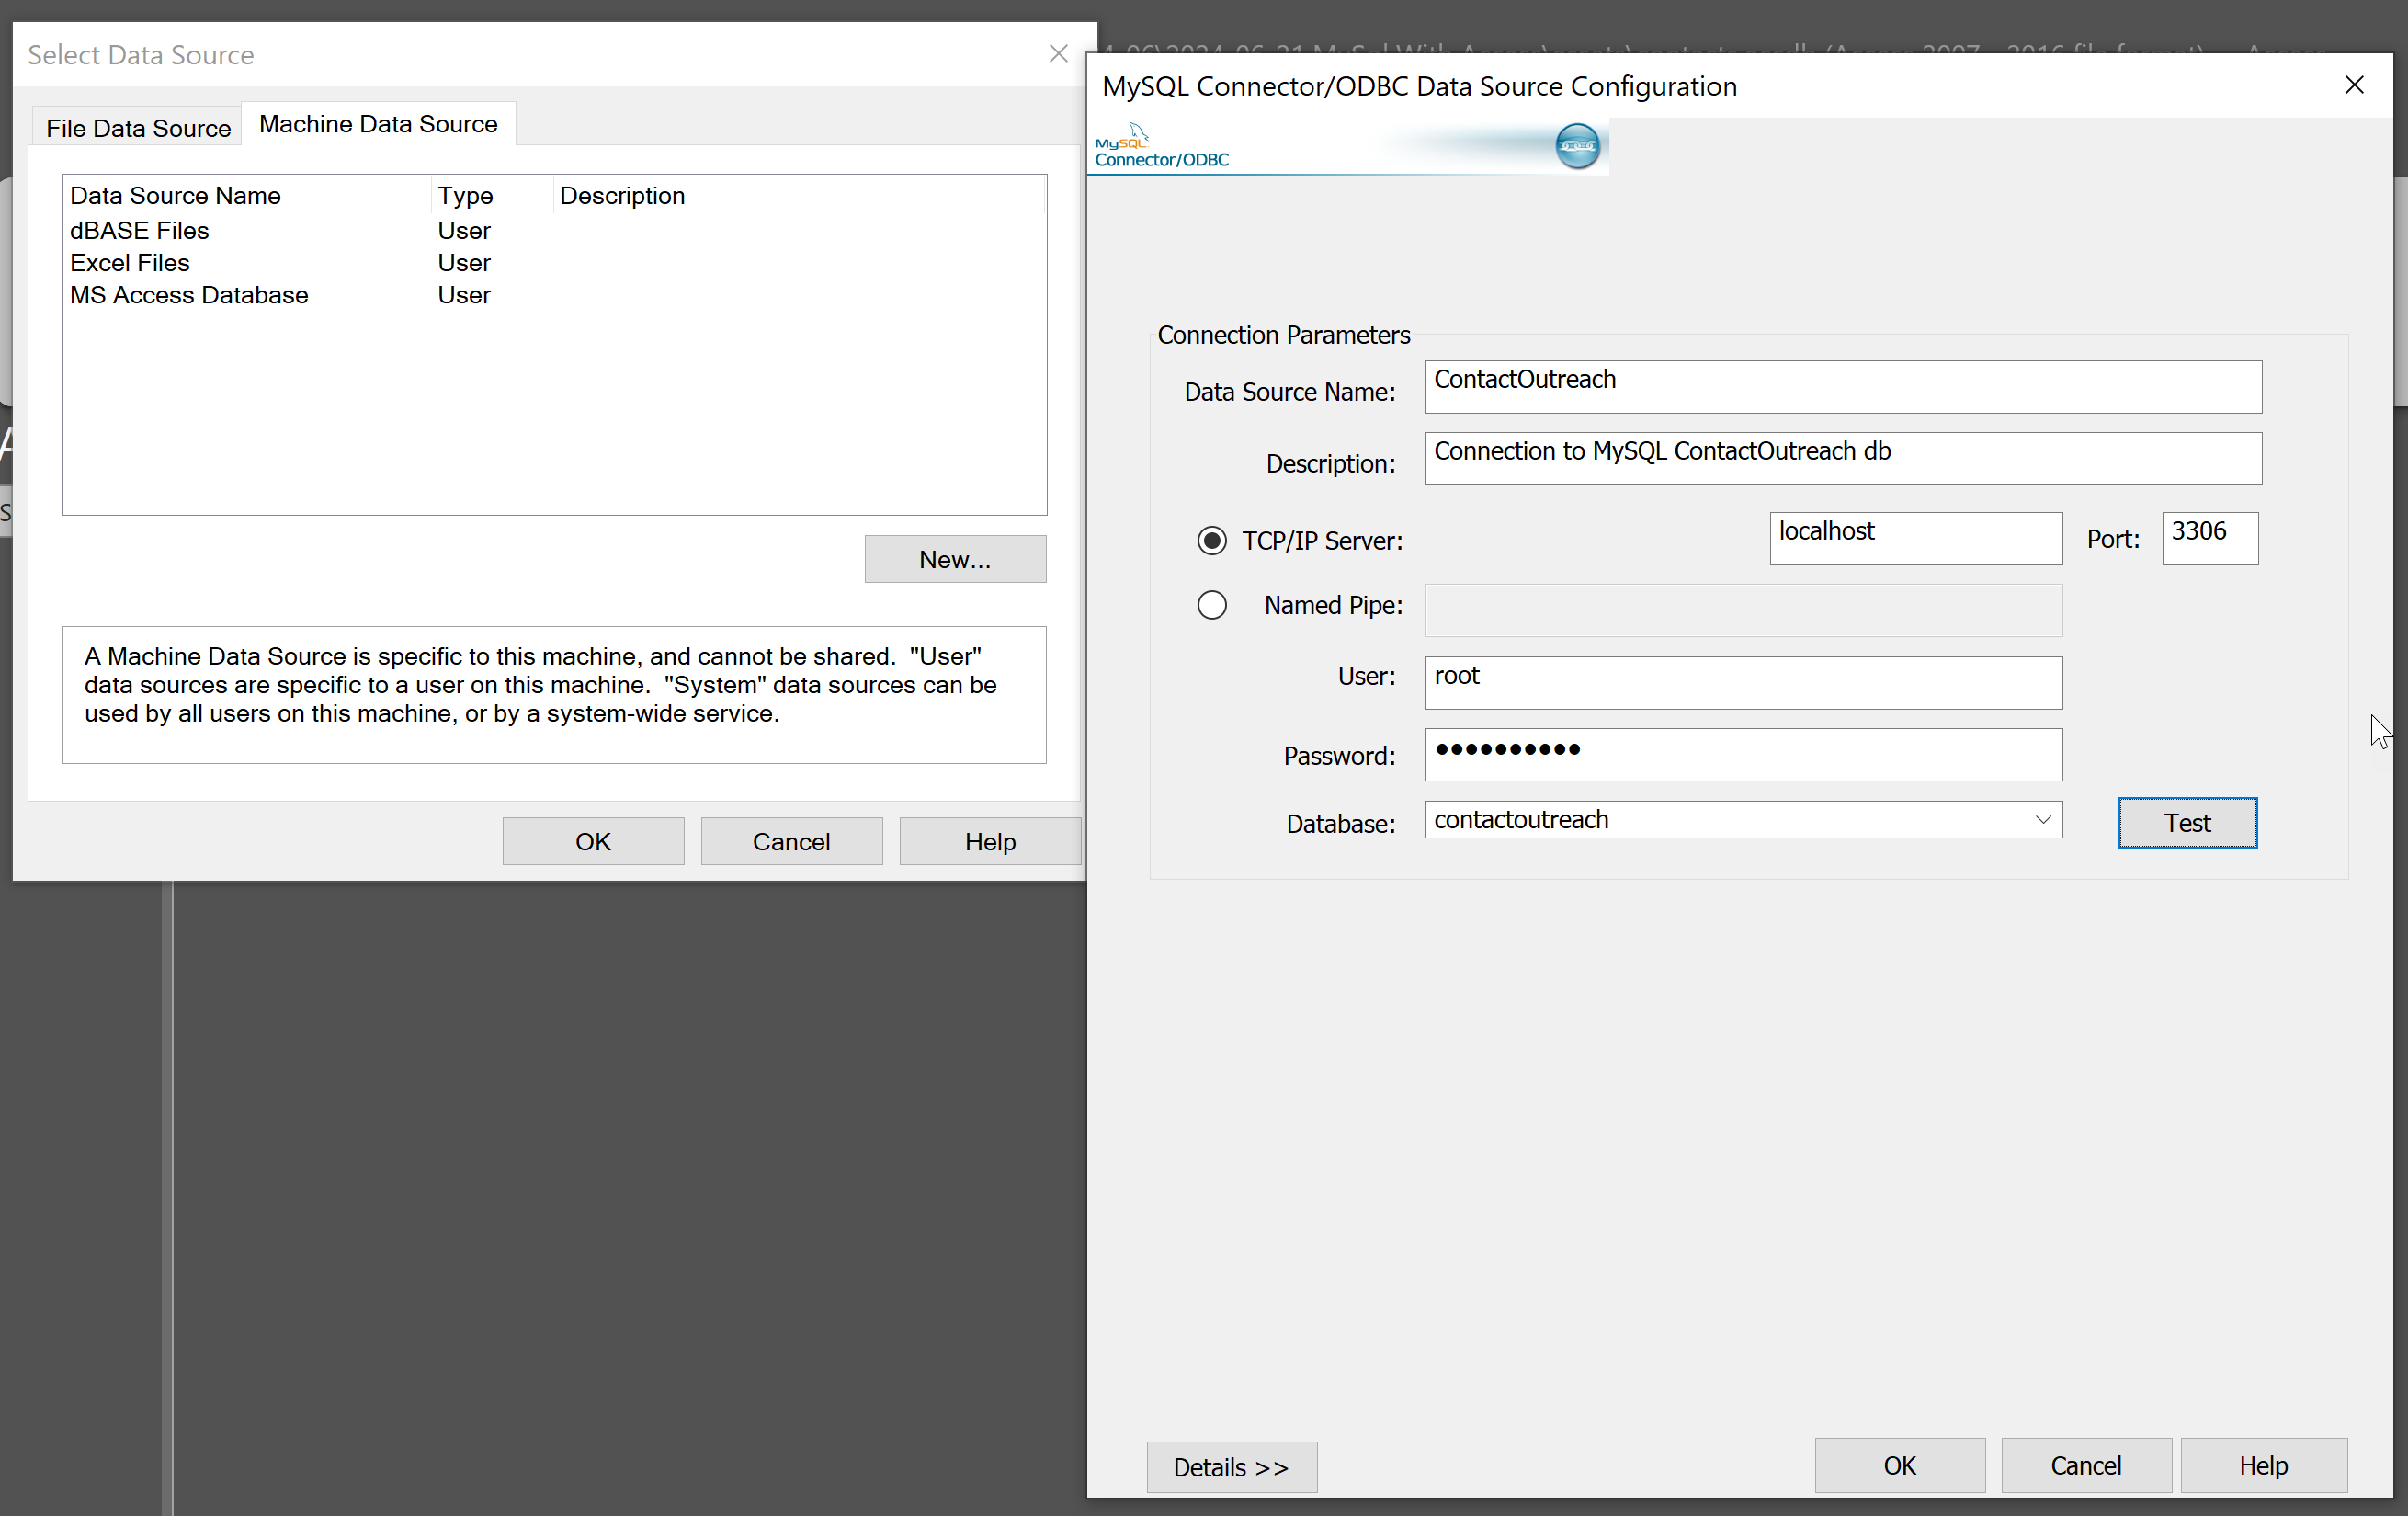 Select Data Source
File Data Source
Machine Data Source
Data Source Name Type Description
dBASE Files User
Excel Files User
MS Access Database User
New...
A Machine Data Source is specific to this machine, and cannot be shared. "User"
data sources are specific to a user on this machine. "System" data sources can be
used by all users on this machine, or by a system-wide service.
OK Cancel Help
MySQL Connector/ODBC Data Source Configuration
MySQL
Connector/ODBC
Connection Parameters
Data Source Name: ContactOutreach
Description: Connection to MySQL ContactOutreach db
TCP/IP Server: localhost Port: 3306
Named Pipe:
User: root
Password: ••••••••••
Database: contactoutreach Test
Details >> OK Cancel Help